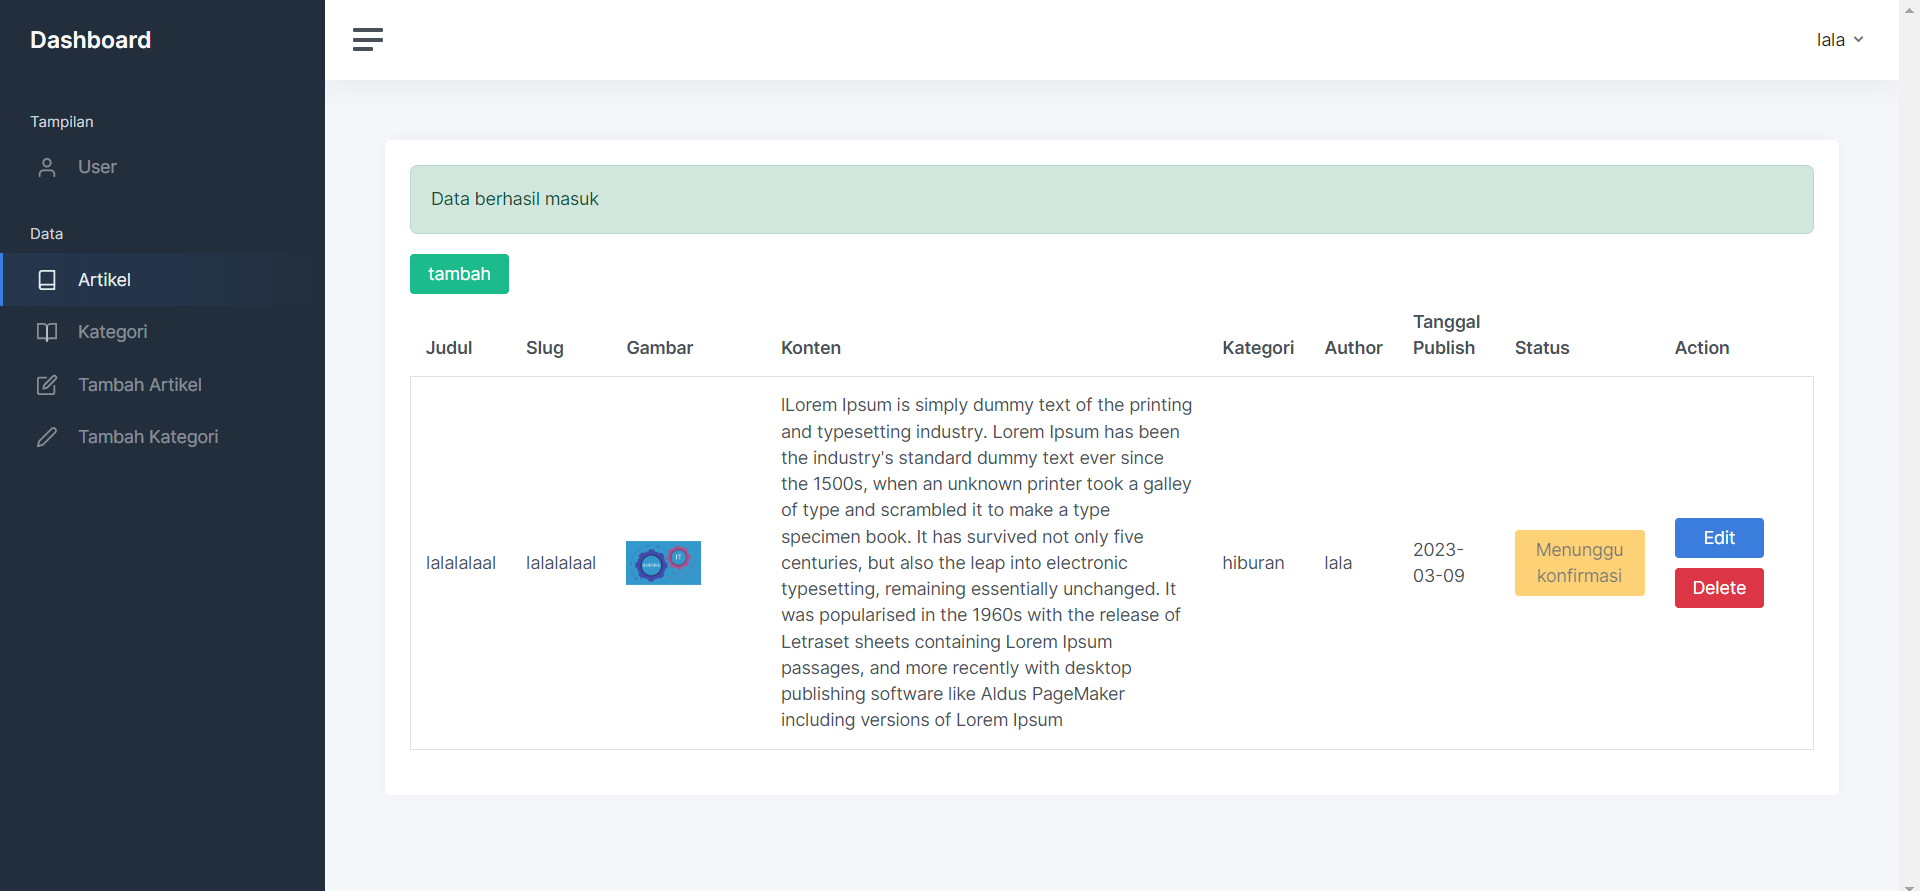 Dashboard
lala
Tampilan
User
Data
Artikel
Kategori
Tambah Artikel
Tambah Kategori
Data berhasil masuk
tambah
Judul
Slug
Gambar
Konten
Kategori
Author
Tanggal
Publish
Status
Action
lalalalaal
lalalalaal
IT
lLorem Ipsum is simply dummy text of the printing
and typesetting industry. Lorem Ipsum has been
the industry's standard dummy text ever since
the 1500s, when an unknown printer took a galley
of type and scrambled it to make a type
specimen book. It has survived not only five
centuries, but also the leap into electronic
typesetting, remaining essentially unchanged. It
was popularised in the 1960s with the release of
Letraset sheets containing Lorem Ipsum
passages, and more recently with desktop
publishing software like Aldus PageMaker
including versions of Lorem Ipsum
hiburan
lala
2023-
03-09
Menunggu
konfirmasi
Edit
Delete